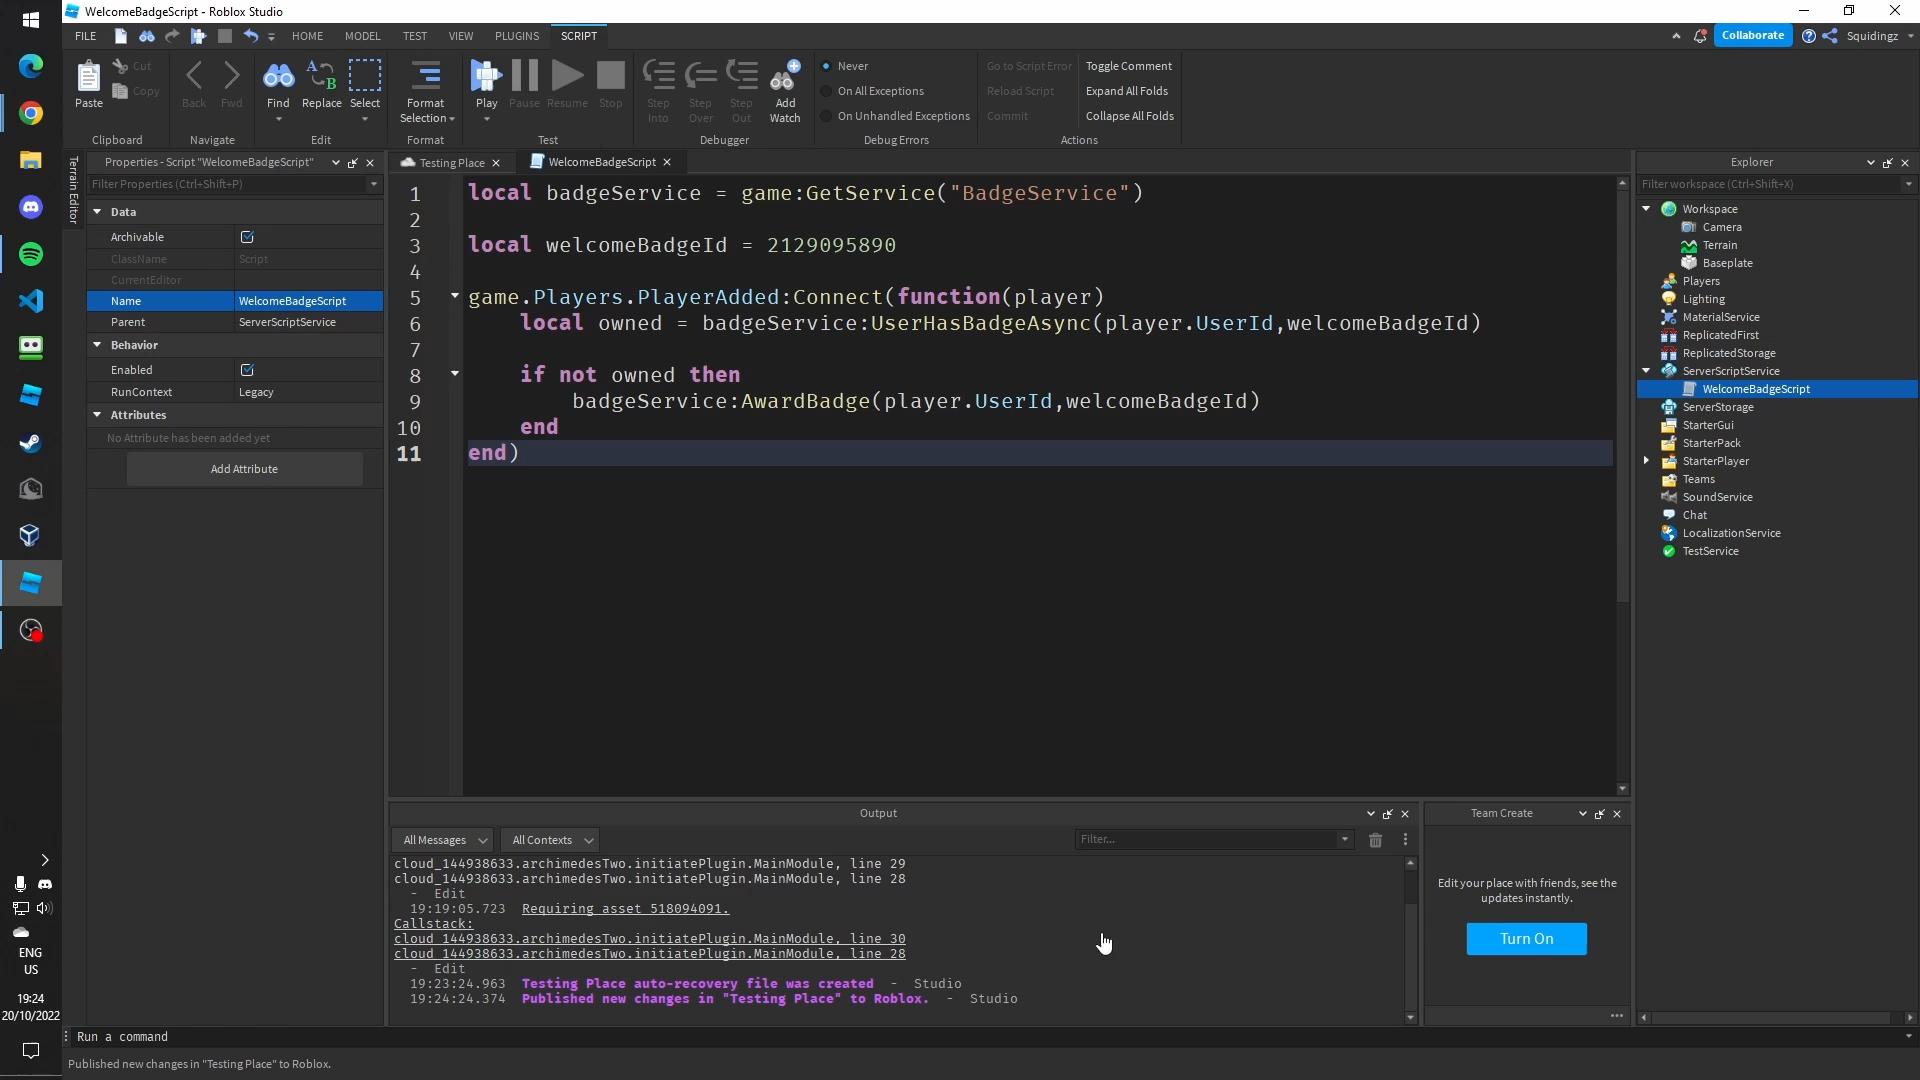 WelcomeBadgeScript - Roblox Studio
FILE
HOME
MODEL
TEST
VIEW
PLUGINS
SCRIPT
Collaborate
Squidingz
Paste
Cut
Copy
Clipboard
Back
Fwd
Navigate
Find
Replace
Select
Edit
Format
Selection
Format
Play
Pause
Resume
Stop
Test
Step
Into
Step
Over
Step
Out
Add
Watch
Debugger
Never
On All Exceptions
On Unhandled Exceptions
Debug Errors
Go to Script Error
Reload Script
Commit
Toggle Comment
Expand All Folds
Collapse All Folds
Actions
Terrain Editor
Properties - Script "WelcomeBadgeScript"
Filter Properties (Ctrl+Shift+P)
Data
Archivable
ClassName Script
CurrentEditor
Name WelcomeBadgeScript
Parent ServerScriptService
Behavior
Enabled
RunContext Legacy
Attributes
No Attribute has been added yet
Add Attribute
Testing Place
WelcomeBadgeScript
1 local badgeService = game:GetService("BadgeService")
2
3 local welcomeBadgeId = 2129095890
4
5 game.Players.PlayerAdded:Connect(function(player)
6 local owned = badgeService:UserHasBadgeAsync(player.UserId,welcomeBadgeId)
7
8 if not owned then
9 badgeService:AwardBadge(player.UserId,welcomeBadgeId)
10 end
11 end)
Output
All Messages
All Contexts
Filter...
cloud_144938633.archimedesTwo.initiatePlugin.MainModule, line 29
cloud_144938633.archimedesTwo.initiatePlugin.MainModule, line 28
- Edit
19:19:05.723 Requiring asset 518094091.
Callstack:
cloud_144938633.archimedesTwo.initiatePlugin.MainModule, line 30
cloud_144938633.archimedesTwo.initiatePlugin.MainModule, line 28
- Edit
19:23:24.963 Testing Place auto-recovery file was created - Studio
19:24:24.374 Published new changes in "Testing Place" to Roblox. - Studio
Team Create
Edit your place with friends, see the
updates instantly.
Turn On
Explorer
Filter workspace (Ctrl+Shift+X)
Workspace
Camera
Terrain
Baseplate
Players
Lighting
MaterialService
ReplicatedFirst
ReplicatedStorage
ServerScriptService
WelcomeBadgeScript
ServerStorage
StarterGui
StarterPack
StarterPlayer
Teams
SoundService
Chat
LocalizationService
TestService
Run a command
Published new changes in "Testing Place" to Roblox.
ENG
US
19:24
20/10/2022